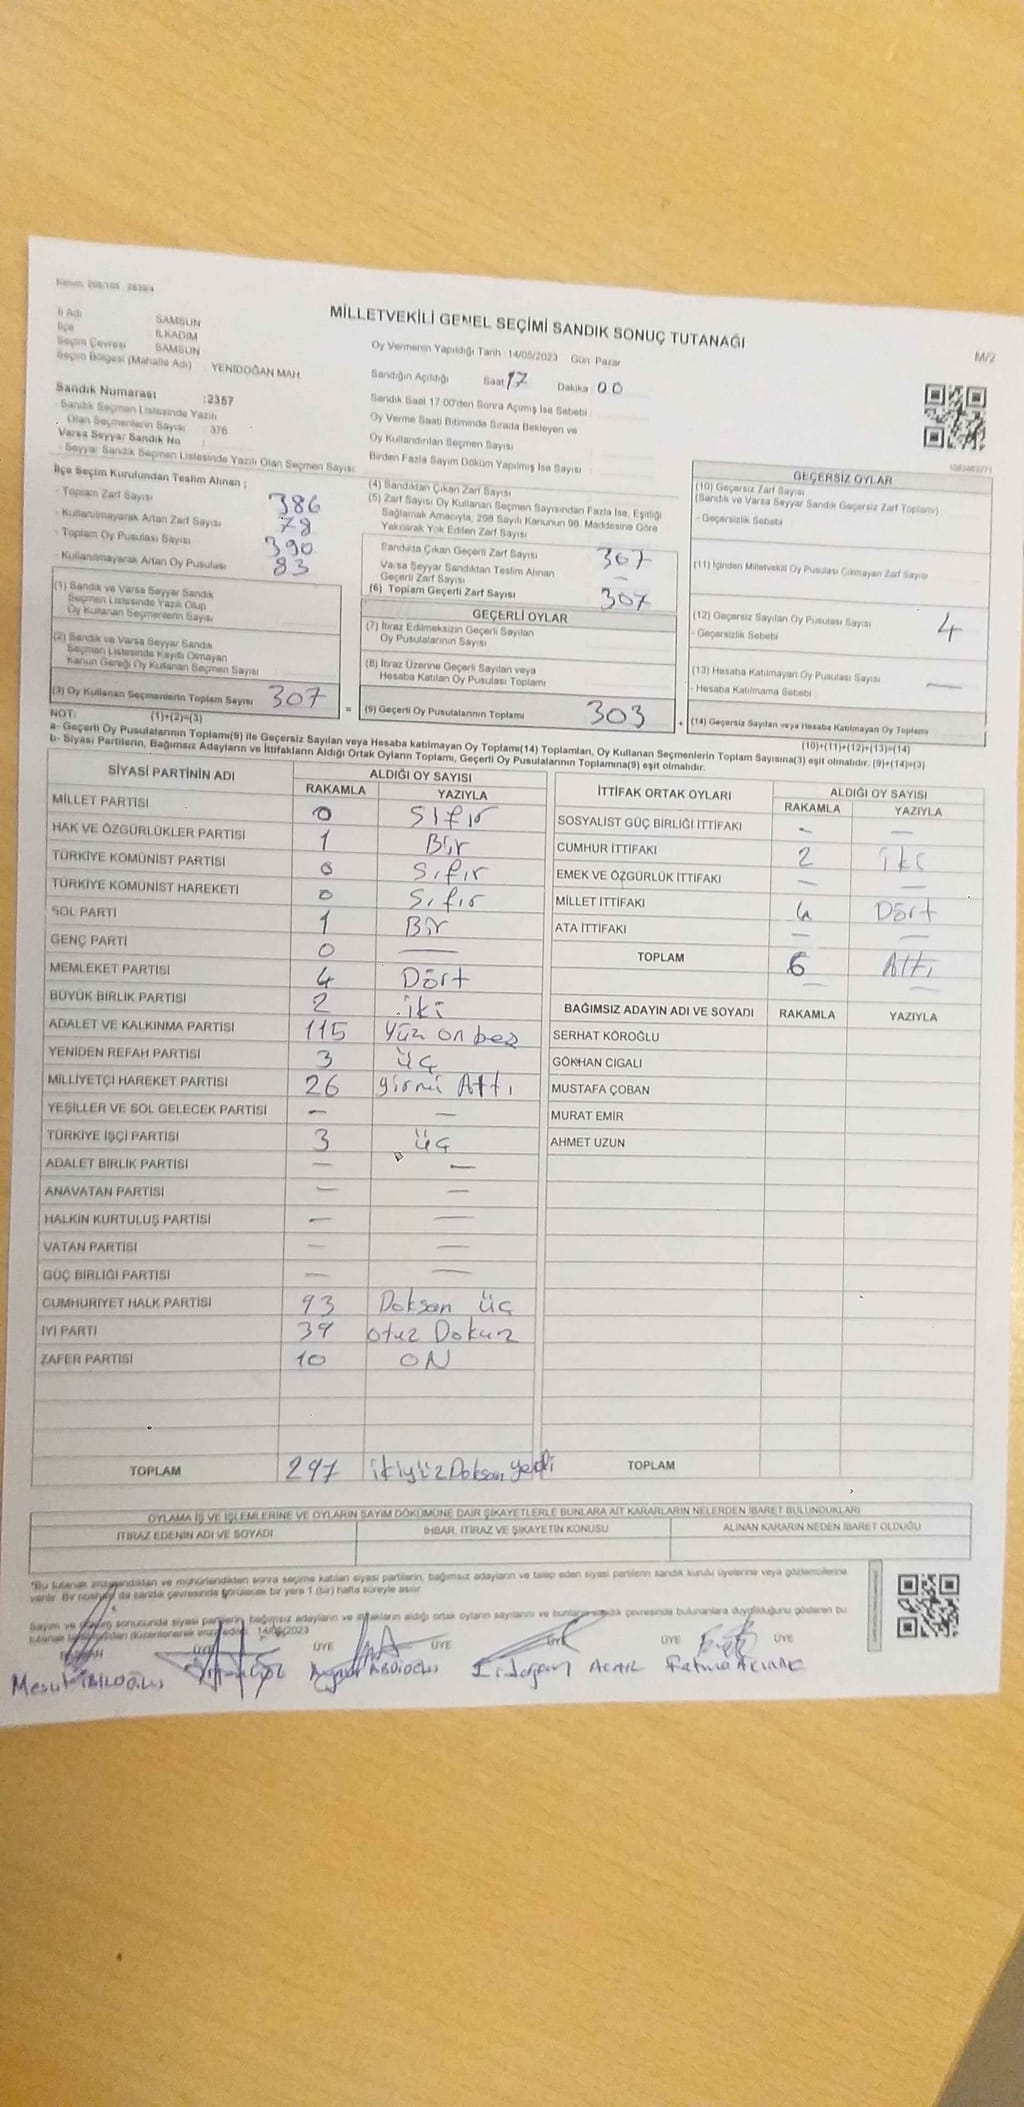 MİLLETVEKİLİ GENEL SEÇİMİ SANDIK SONUÇ TUTANAĞI
M/2
İl Adı SAMSUN
İlçe İLKADIM
Seçim Çevresi SAMSUN
Seçim Bölgesi (Mahalle Adı) : YENİDOĞAN MAH.
Sandık Numarası : 2357
- Sandık Seçmen Listesinde Yazılı
Olan Seçmenlerin Sayısı : 376
Varsa Seyyar Sandık No :
- Seyyar Sandık Seçmen Listesinde Yazılı Olan Seçmen Sayısı
Oy Vermenin Yapıldığı Tarih : 14/05/2023 Gün Pazar
Sandığın Açıldığı Saat 17 Dakika 00
Sandık Saat 17:00'den Sonra Açımış İse Sebebi
Oy Verme Saati Bitiminde Sırada Bekleyen ve
Oy Kullandırılan Seçmen Sayısı
Birden Fazla Sayım Döküm Yapılmış İse Sayısı
İlçe Seçim Kurulundan Teslim Alınan ;
- Toplam Zarf Sayısı 386
- Kullanılmayarak Artan Zarf Sayısı 79
- Toplam Oy Pusulası Sayısı 390
- Kullanılmayarak Artan Oy Pusulası 83
(1) Sandık ve Varsa Seyyar Sandık
Seçmen Listesinde Yazılı Olup
Oy Kullanan Seçmenlerin Sayısı
(2) Sandık ve Varsa Seyyar Sandık
Seçmen Listesinde Kayıtlı Olmayan
Kanun Gereği Oy Kullanan Seçmen Sayısı
(3) Oy Kullanan Seçmenlerin Toplam Sayısı 307
(1)+(2)=(3)
(4) Sandıktan Çıkan Zarf Sayısı
(5) Zarf Sayısı Oy Kullanan Seçmen Sayısından Fazla İse, Eşitliği
Sağlamak Amacıyla, 298 Sayılı Kanunun 98. Maddesine Göre
Yakılarak Yok Edilen Zarf Sayısı
Sandıkta Çıkan Geçerli Zarf Sayısı 307
Varsa Seyyar Sandıktan Teslim Alınan
Geçerli Zarf Sayısı –
(6) Toplam Geçerli Zarf Sayısı 307
GEÇERLİ OYLAR
(7) İtiraz Edilmeksizin Geçerli Sayılan
Oy Pusulalarının Sayısı
(8) İtiraz Üzerine Geçerli Sayılan veya
Hesaba Katılan Oy Pusulası Toplamı
= (9) Geçerli Oy Pusulalarının Toplamı 303 +
GEÇERSİZ OYLAR
(10) Geçersiz Zarf Sayısı
(Sandık ve Varsa Seyyar Sandık Geçersiz Zarf Toplamı)
- Geçersizlik Sebebi
(11) İçinden Milletvekili Oy Pusulası Çıkmayan Zarf Sayısı
(12) Geçersiz Sayılan Oy Pusulası Sayısı 4
- Geçersizlik Sebebi
(13) Hesaba Katılmayan Oy Pusulası Sayısı —
- Hesaba Katılmama Sebebi
(14) Geçersiz Sayılan veya Hesaba Katılmayan Oy Toplamı
(10)+(11)+(12)+(13)=(14)
NOT:
a- Geçerli Oy Pusulalarının Toplamı(9) ile Geçersiz Sayılan veya Hesaba katılmayan Oy Toplamı(14) Toplamları, Oy Kullanan Seçmenlerin Toplam Sayısına(3) eşit olmalıdır. (9)+(14)=(3)
b- Siyasi Partilerin, Bağımsız Adayların ve İttifakların Aldığı Ortak Oyların Toplamı, Geçerli Oy Pusulalarının Toplamına(9) eşit olmalıdır.
SİYASİ PARTİNİN ADI ALDIĞI OY SAYISI
RAKAMLA YAZIYLA
MİLLET PARTİSİ 0 Sıfır
HAK VE ÖZGÜRLÜKLER PARTİSİ 1 Bir
TÜRKİYE KOMÜNİST PARTİSİ 0 Sıfır
TÜRKİYE KOMÜNİST HAREKETİ 0 Sıfır
SOL PARTİ 1 Bir
GENÇ PARTİ 0 —
MEMLEKET PARTİSİ 4 Dört
BÜYÜK BİRLİK PARTİSİ 2 iki
ADALET VE KALKINMA PARTİSİ 115 Yüz on beş
YENİDEN REFAH PARTİSİ 3 üç
MİLLİYETÇİ HAREKET PARTİSİ 26 yirmi Altı
YEŞİLLER VE SOL GELECEK PARTİSİ — —
TÜRKİYE İŞÇİ PARTİSİ 3 üç
ADALET BİRLİK PARTİSİ — —
ANAVATAN PARTİSİ — —
HALKIN KURTULUŞ PARTİSİ — —
VATAN PARTİSİ — —
GÜÇ BİRLİĞİ PARTİSİ — —
CUMHURİYET HALK PARTİSİ 93 Doksan üç
İYİ PARTİ 39 otuz Dokuz
ZAFER PARTİSİ 10 ON
TOPLAM 297 ikiyüz Doksan yedi
İTTİFAK ORTAK OYLARI ALDIĞI OY SAYISI
RAKAMLA YAZIYLA
SOSYALİST GÜÇ BİRLİĞİ İTTİFAKI — —
CUMHUR İTTİFAKI 2 iki
EMEK VE ÖZGÜRLÜK İTTİFAKI — —
MİLLET İTTİFAKI 4 Dört
ATA İTTİFAKI — —
TOPLAM 6 Altı
BAĞIMSIZ ADAYIN ADI VE SOYADI RAKAMLA YAZIYLA
SERHAT KÖROĞLU
GÖKHAN CIGALI
MUSTAFA ÇOBAN
MURAT EMİR
AHMET UZUN
TOPLAM
OYLAMA İŞ VE İŞLEMLERİNE VE OYLARIN SAYIM DÖKÜMÜNE DAİR ŞİKAYETLERLE BUNLARA AİT KARARLARIN NELERDEN İBARET BULUNDUKLARI
İTİRAZ EDENİN ADI VE SOYADI İHBAR, İTİRAZ VE ŞİKAYETİN KONUSU ALINAN KARARIN NEDEN İBARET OLDUĞU
*Bu tutanak imzalandıktan ve mühürlendikten sonra seçime katılan siyasi partilerin, bağımsız adayların ve talep eden siyasi partilerin sandık kurulu üyelerine veya gözlemcilerine
verilir. Bir nüshası da sandık çevresinde görülecek bir yere 1 (bir) hafta süreyle asılır.
Sayım ve döküm sonucunda siyasi partilerin, bağımsız adayların ve ittifakların aldığı ortak oyların sayılarını ve bunların sandık çevresinde bulunanlara duyrulduğunu gösteren bu
14/05/2023
ÜYE ÜYE ÜYE ÜYE ÜYE ÜYE